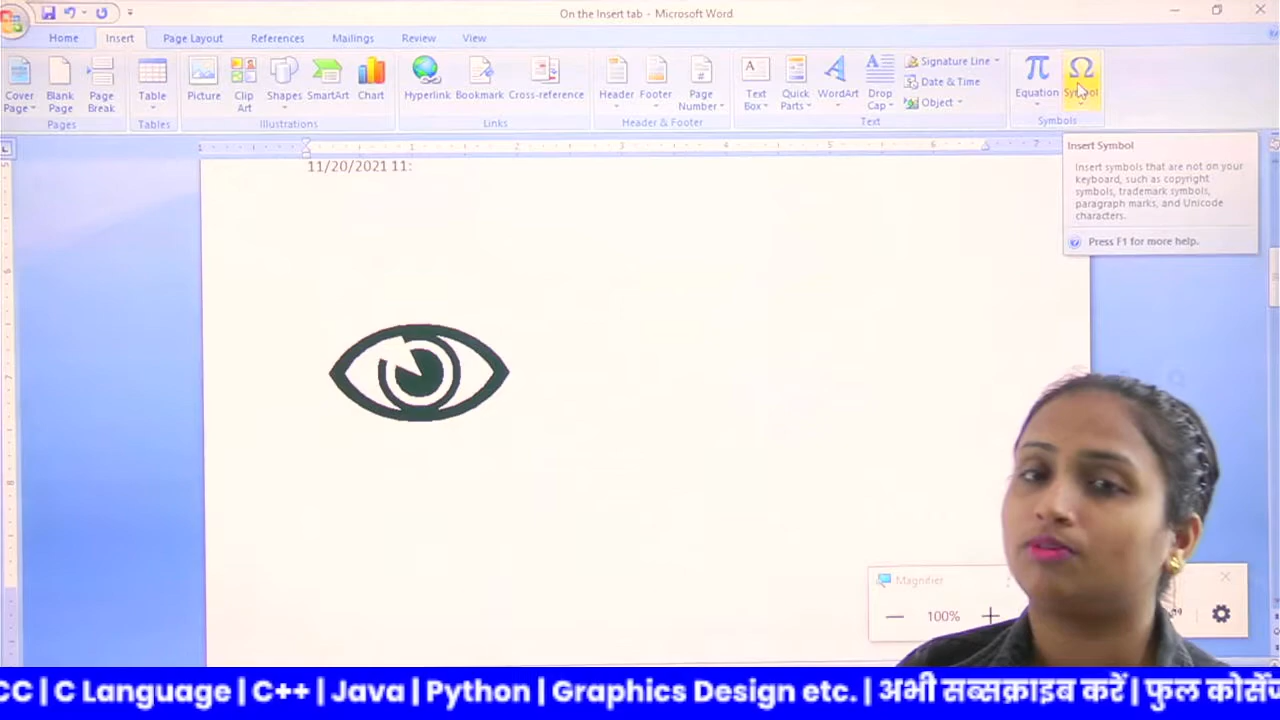 On the Insert tab - Microsoft Word
Home Insert Page Layout References Mailings Review View
Cover Page
Blank Page
Page Break
Pages
Table
Tables
Picture
Clip Art
Shapes
SmartArt
Chart
Illustrations
Hyperlink
Bookmark
Cross-reference
Links
Header
Footer
Page Number
Header & Footer
Text Box
Quick Parts
WordArt
Drop Cap
Signature Line
Date & Time
Object
Text
Equation
Symbol
Symbols
Insert Symbol
Insert symbols that are not on your
keyboard, such as copyright
symbols, trademark symbols,
paragraph marks, and Unicode
characters.
Press F1 for more help.
11/20/2021 11:
Magnifier
100%
CC | C Language | C++ | Java | Python | Graphics Design etc. | अभी सब्सक्राइब करें | फुल कोर्सेज